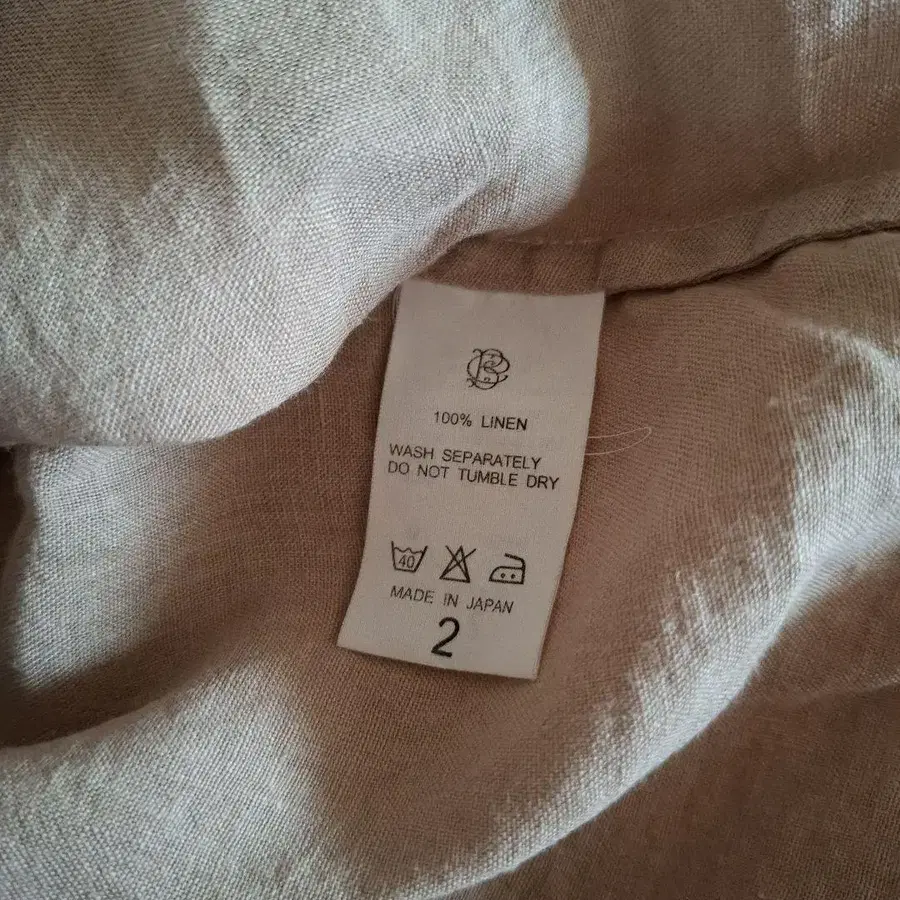 100% LINEN
WASH SEPARATELY
DO NOT TUMBLE DRY
40
MADE IN JAPAN
2